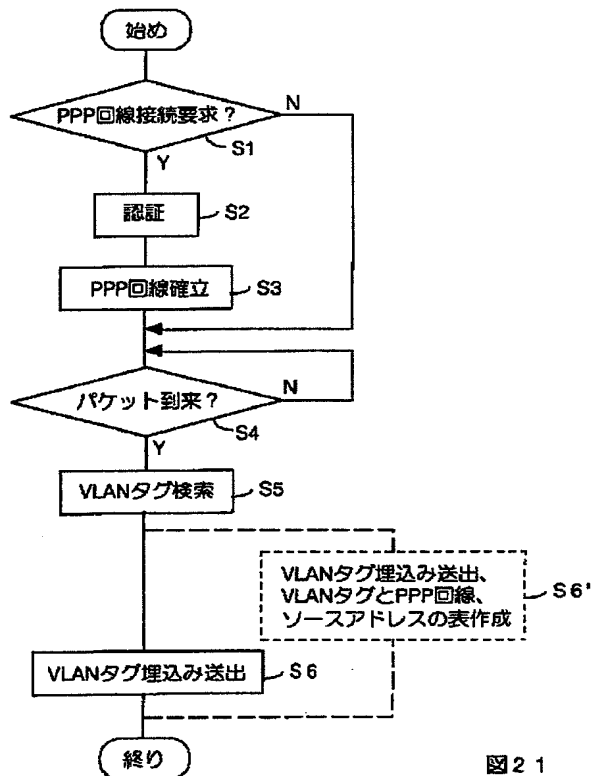 始め
PPP回線接続要求?
N
S1
Y
認証
S2
PPP回線確立
S3
パケット到来?
N
S4
Y
VLANタグ検索
S5
VLANタグ埋込み送出、
VLANタグとPPP回線、
ソースアドレスの表作成
S6'
VLANタグ埋込み送出
S6
終り
図21